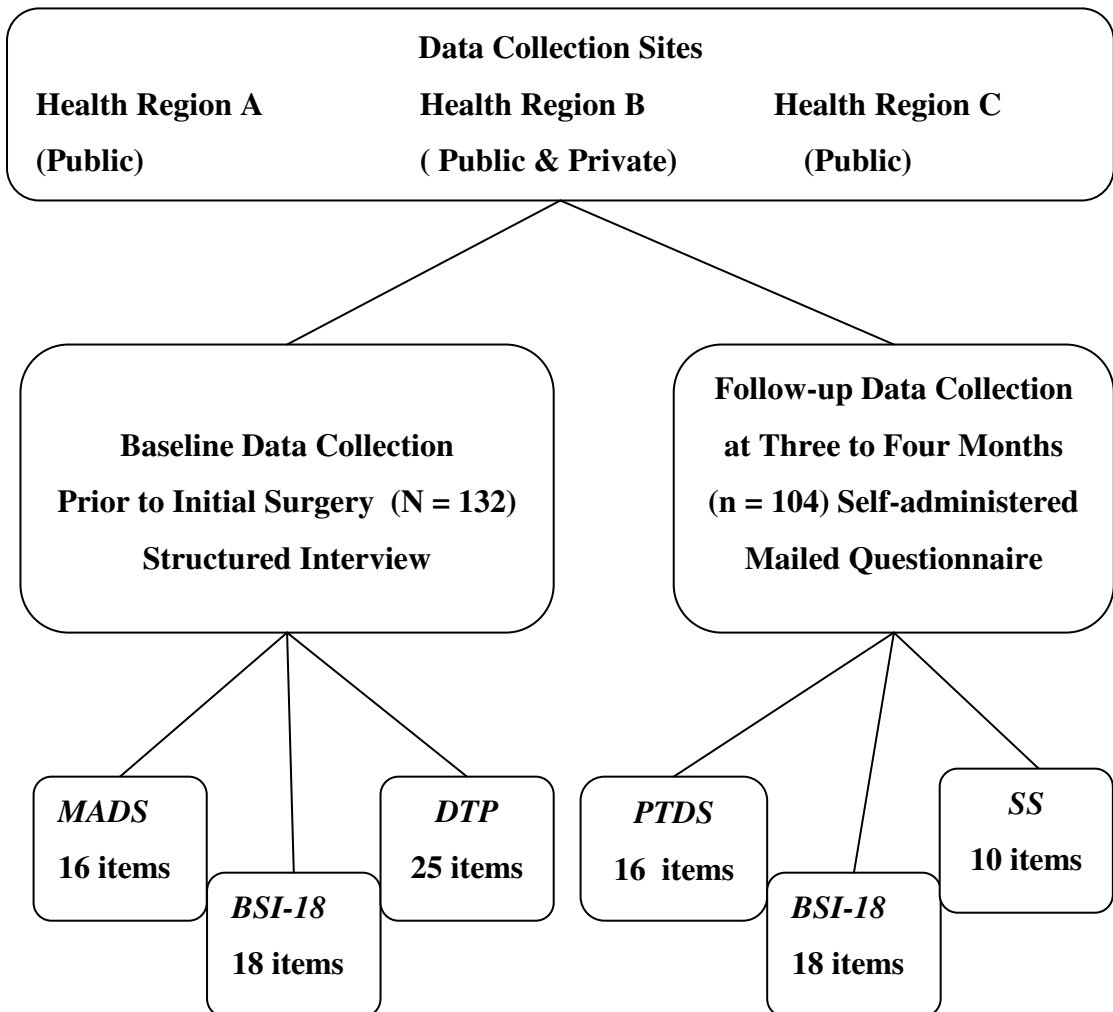 Data Collection Sites
Health Region A Health Region B Health Region C
(Public) ( Public & Private) (Public)
Baseline Data Collection
Prior to Initial Surgery (N = 132)
Structured Interview
Follow-up Data Collection
at Three to Four Months
(n = 104) Self-administered
Mailed Questionnaire
MADS
16 items
BSI-18
18 items
DTP
25 items
PTDS
16 items
BSI-18
18 items
SS
10 items